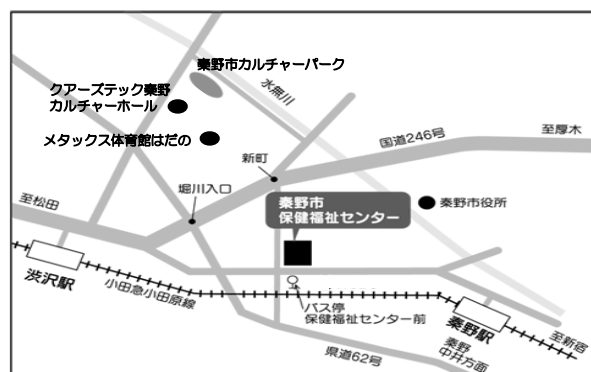 秦野市カルチャーパーク
クアーズテック秦野
カルチャーホール
メタックス体育館はだの
水無川
国道246号
至厚木
新町
堀川入口
至松田
秦野市
保健福祉センター
秦野市役所
渋沢駅
小田急小田原線
バス停
保健福祉センター前
秦野駅
秦野
中井方面
至新宿
県道62号